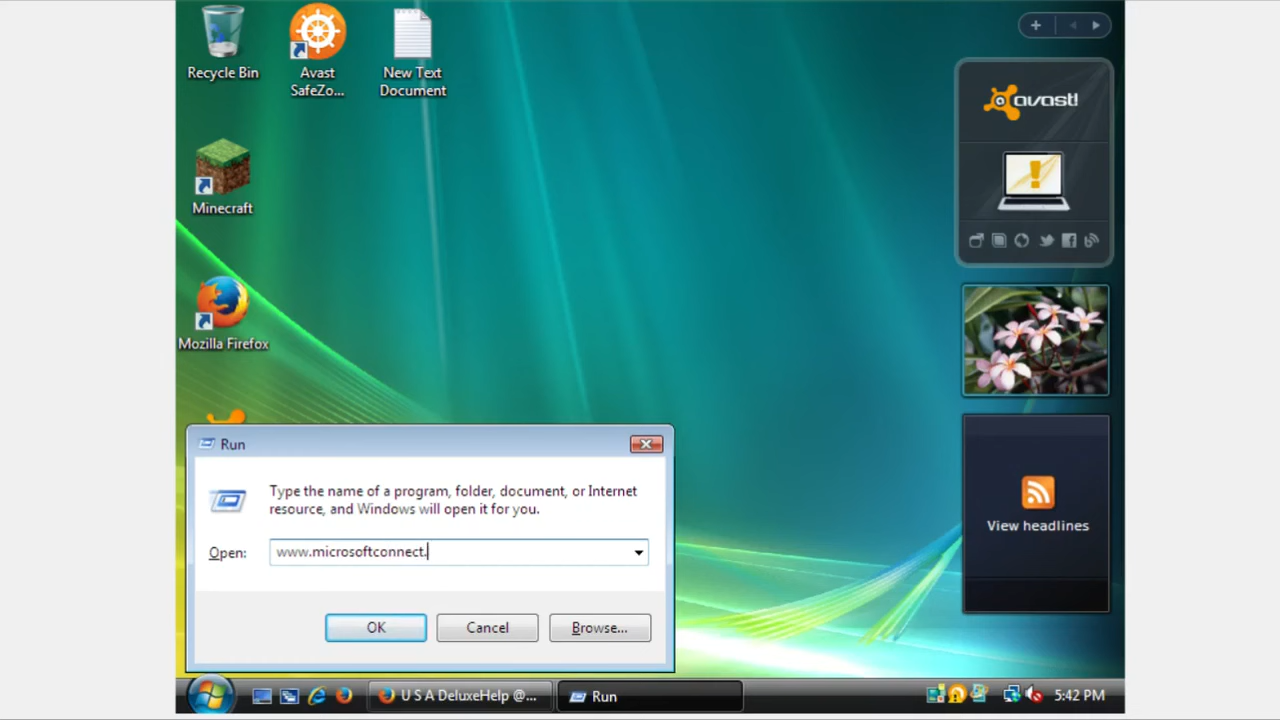 Recycle Bin
Avast
SafeZo...
New Text
Document
avast!
Minecraft
Mozilla Firefox
Run
Type the name of a program, folder, document, or Internet
resource, and Windows will open it for you.
Open:
www.microsoftconnect.
OK
Cancel
Browse...
View headlines
U S A DeluxeHelp @...
Run
5:42 PM